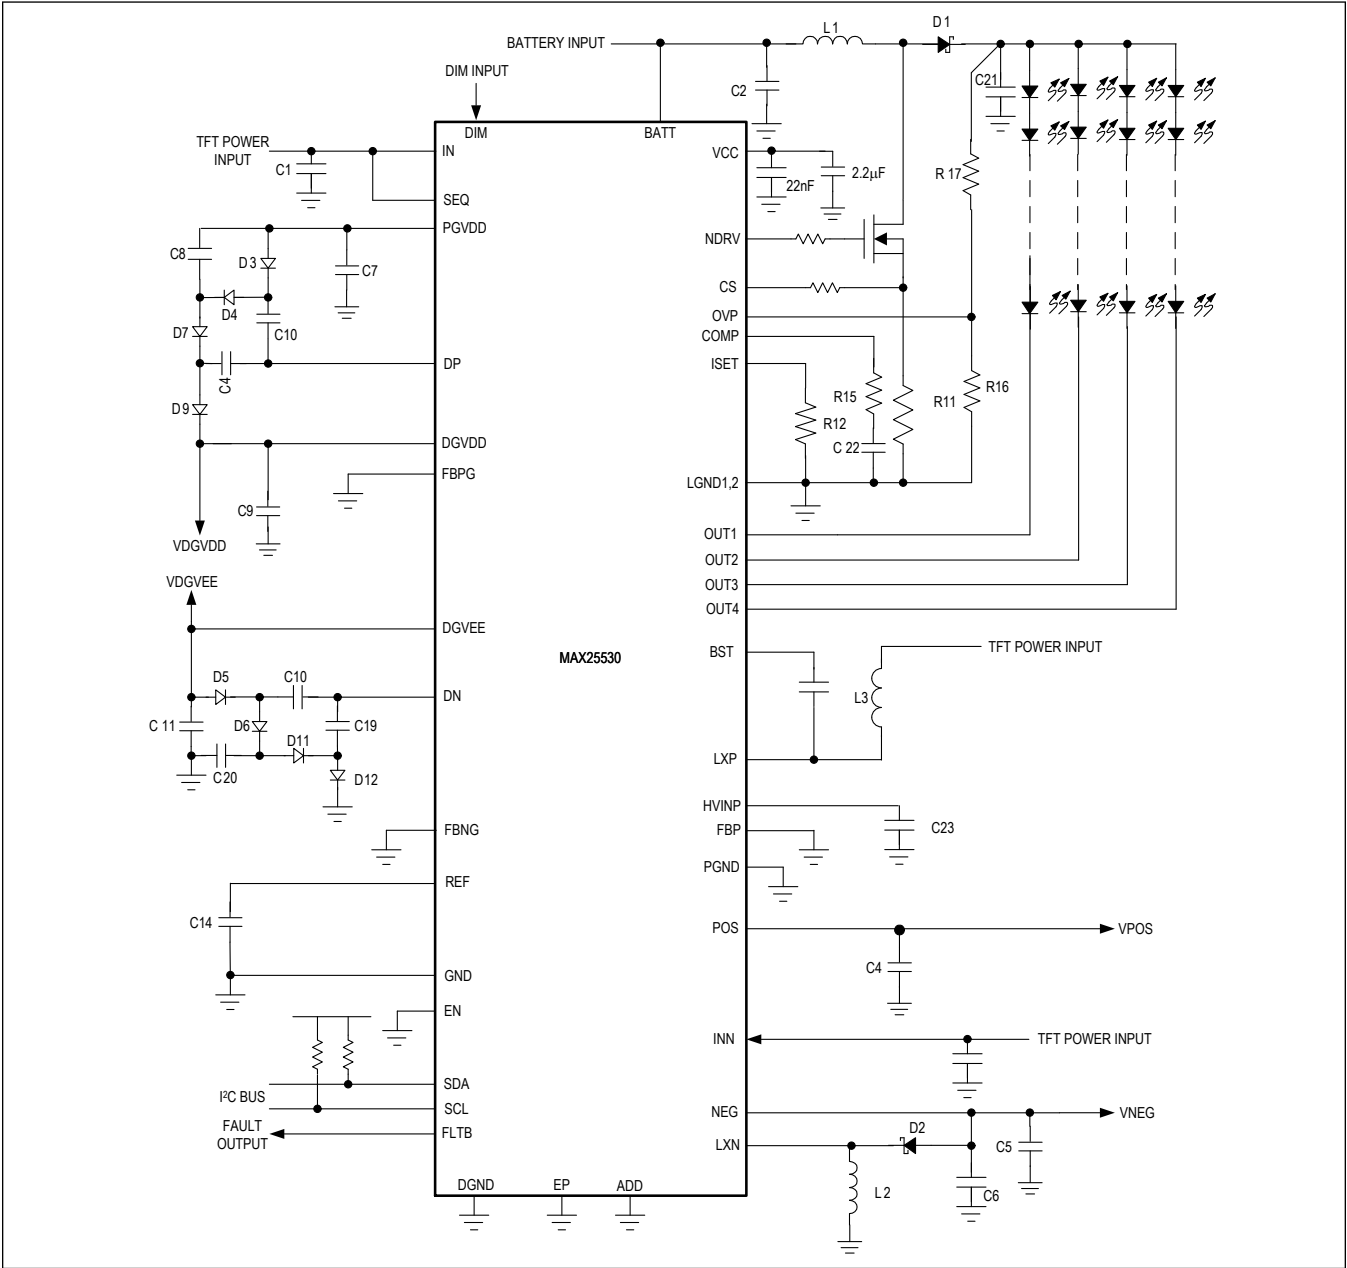 BATTERY INPUT
L1
D1
DIM INPUT
C2
C21
DIM
BATT
TFT POWER
INPUT
IN
C1
VCC
22nF
2.2µF
R 17
SEQ
PGVDD
C8
D3
C7
NDRV
D4
CS
C10
D7
OVP
COMP
C4
DP
ISET
D9
R15
R12
R11
R16
C 22
DGVDD
FBPG
LGND1,2
C9
VDGVDD
OUT1
OUT2
OUT3
OUT4
VDGVEE
DGVEE
MAX25530
BST
TFT POWER INPUT
D5
C10
DN
L3
C 11
D6
C19
D11
C20
D12
LXP
HVINP
C23
FBNG
FBP
PGND
REF
C14
POS
VPOS
C4
GND
EN
INN
TFT POWER INPUT
SDA
I²C BUS
SCL
NEG
VNEG
FAULT
OUTPUT
FLTB
LXN
D2
C5
DGND
EP
ADD
L2
C6